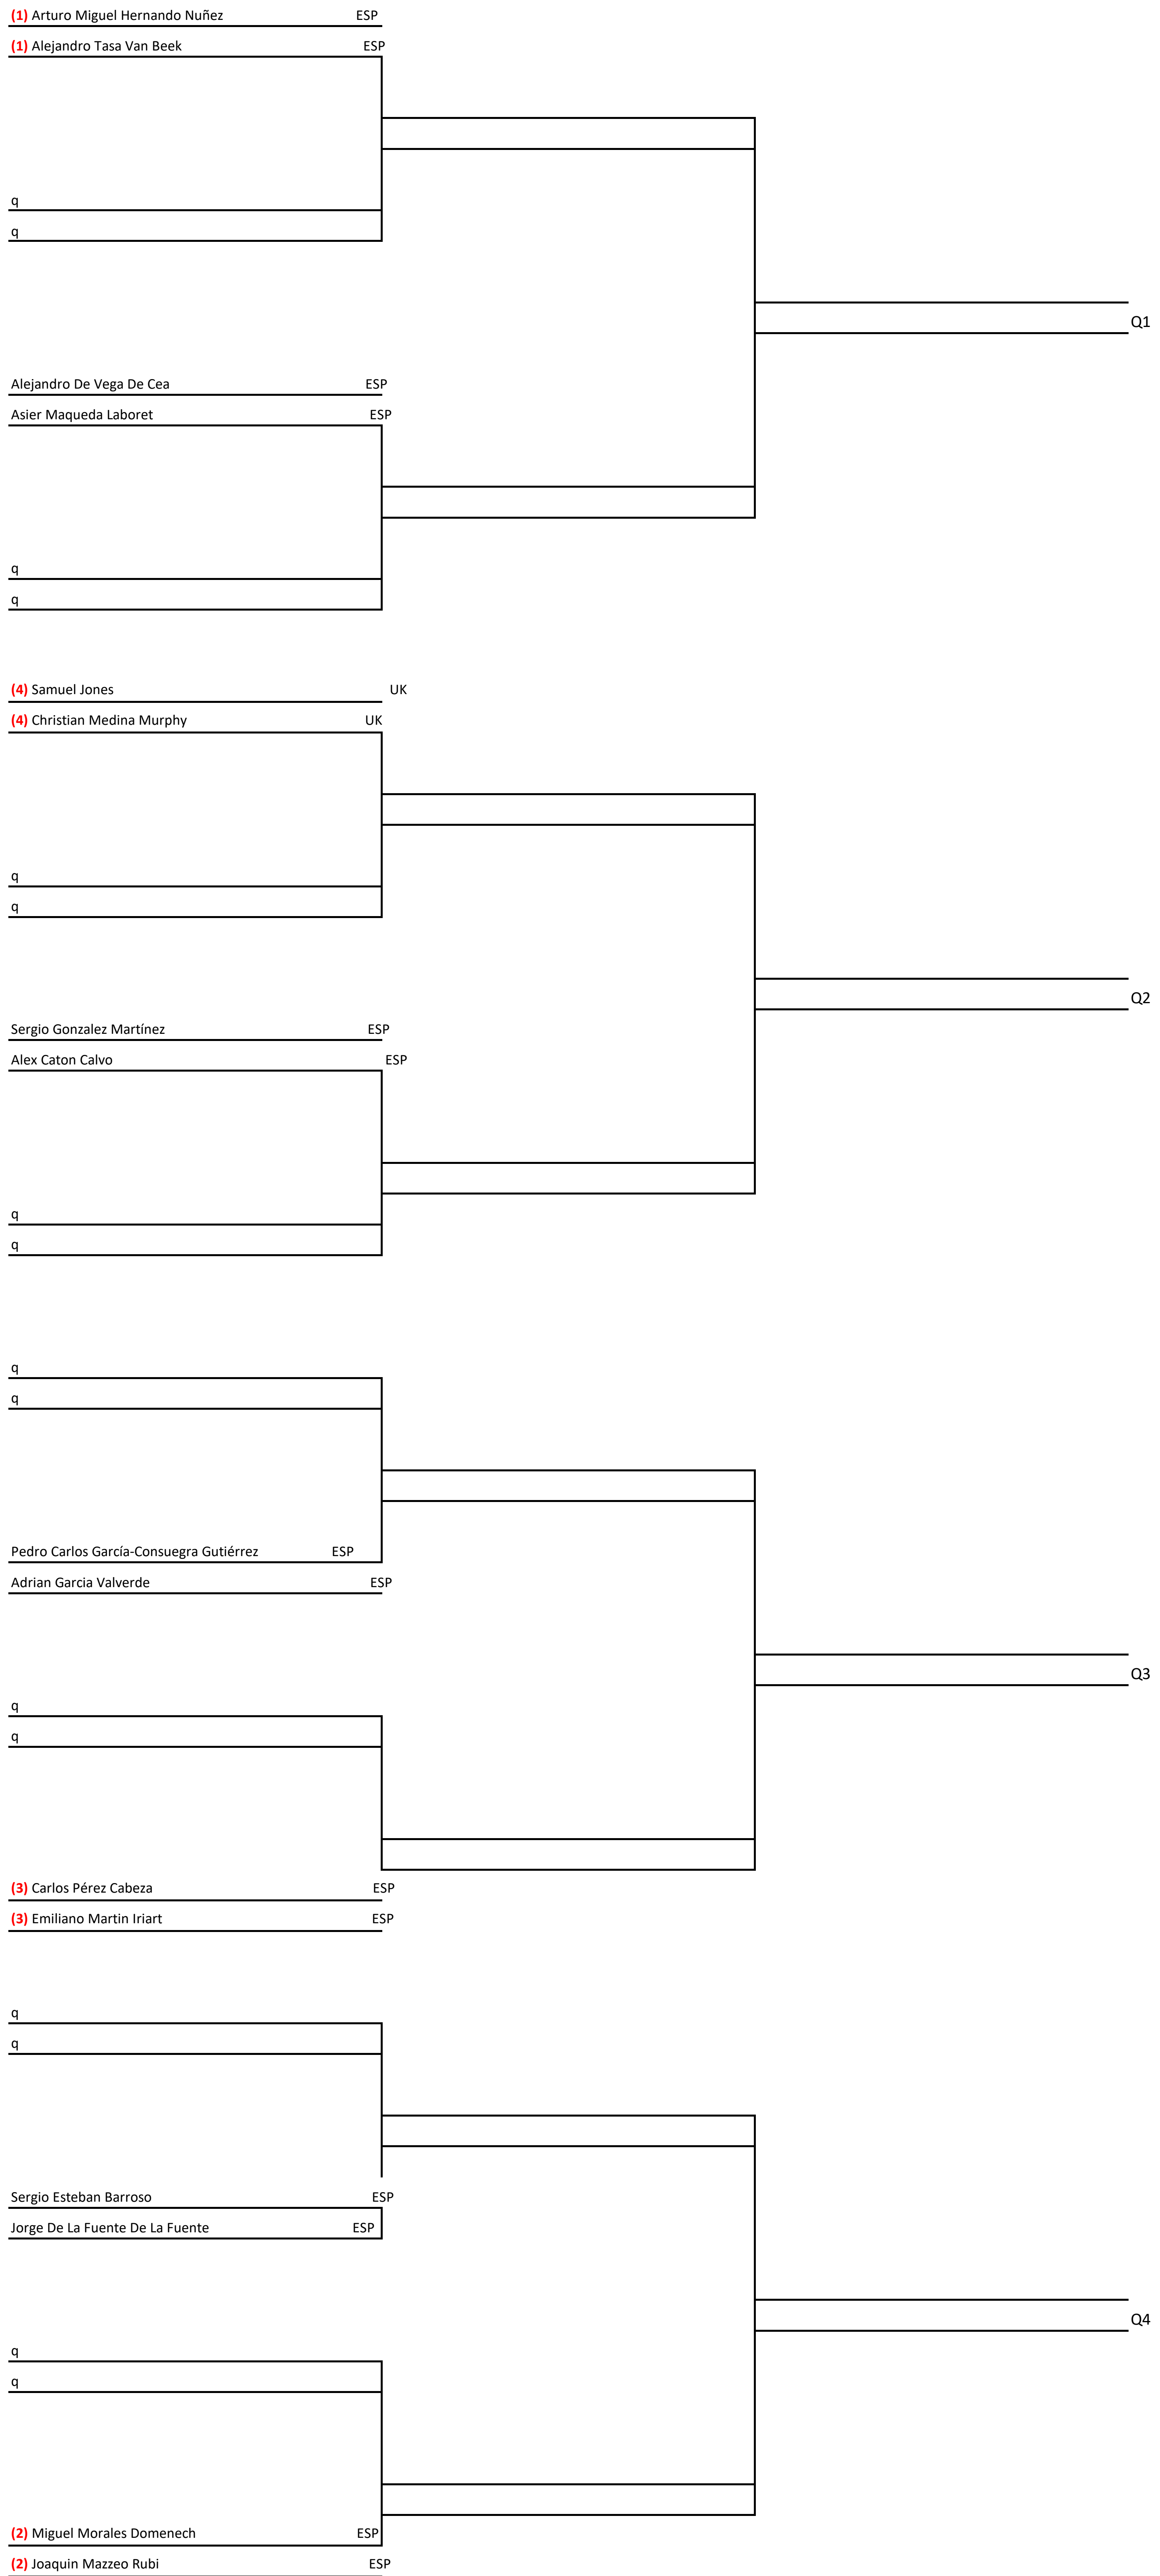 (1) Arturo Miguel Hernando Nuñez ESP
(1) Alejandro Tasa Van Beek ESP
q
q
Q1
Alejandro De Vega De Cea ESP
Asier Maqueda Laboret ESP
q
q
(4) Samuel Jones UK
(4) Christian Medina Murphy UK
q
q
Q2
Sergio Gonzalez Martínez ESP
Alex Caton Calvo ESP
q
q
q
q
Pedro Carlos García-Consuegra Gutiérrez ESP
Adrian Garcia Valverde ESP
Q3
q
q
(3) Carlos Pérez Cabeza ESP
(3) Emiliano Martin Iriart ESP
q
q
Sergio Esteban Barroso ESP
Jorge De La Fuente De La Fuente ESP
Q4
q
q
(2) Miguel Morales Domenech ESP
(2) Joaquin Mazzeo Rubi ESP